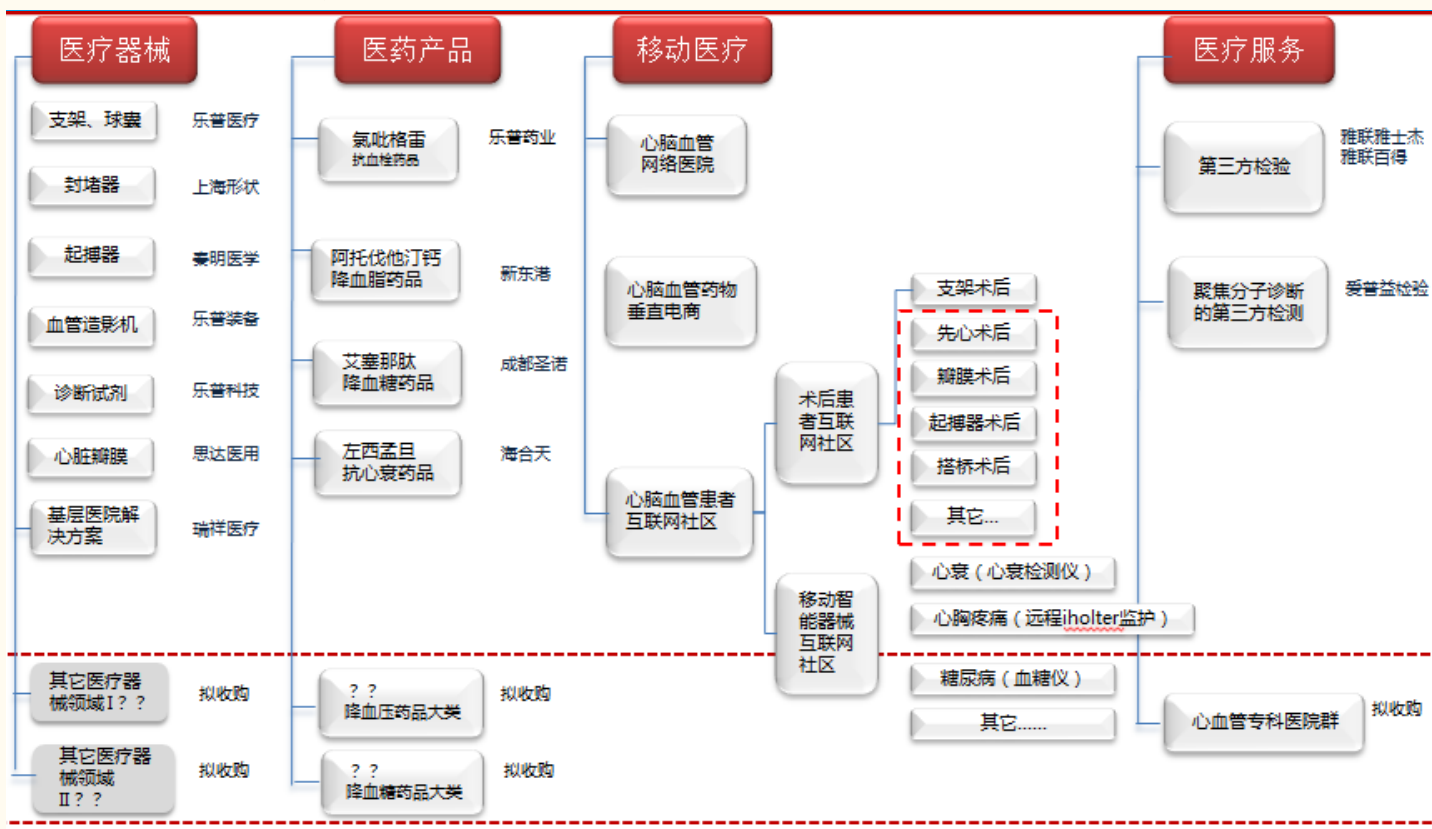 医疗器械
支架、球囊
乐普医疗
封堵器
上海形状
起搏器
秦明医学
血管造影机
乐普装备
诊断试剂
乐普科技
心脏瓣膜
思达医用
基层医院解
决方案
瑞祥医疗
其它医疗器
械领域I??
拟收购
其它医疗器
械领域
II??
拟收购
医药产品
氯吡格雷
抗血栓药品
乐普药业
阿托伐他汀钙
降血脂药品
新东港
艾塞那肽
降血糖药品
成都圣诺
左西孟旦
抗心衰药品
海合天
??
降血压药品大类
拟收购
??
降血糖药品大类
拟收购
移动医疗
心脑血管
网络医院
心脑血管药物
垂直电商
心脑血管患者
互联网社区
术后患
者互联
网社区
支架术后
先心术后
瓣膜术后
起搏器术后
搭桥术后
其它...
移动智
能器械
互联网
社区
心衰（心衰检测仪）
心胸疼痛（远程iholter监护）
糖尿病（血糖仪）
其它......
医疗服务
第三方检验
雅联雅士杰
雅联百得
聚焦分子诊断
的第三方检测
爱普益检验
心血管专科医院群
拟收购